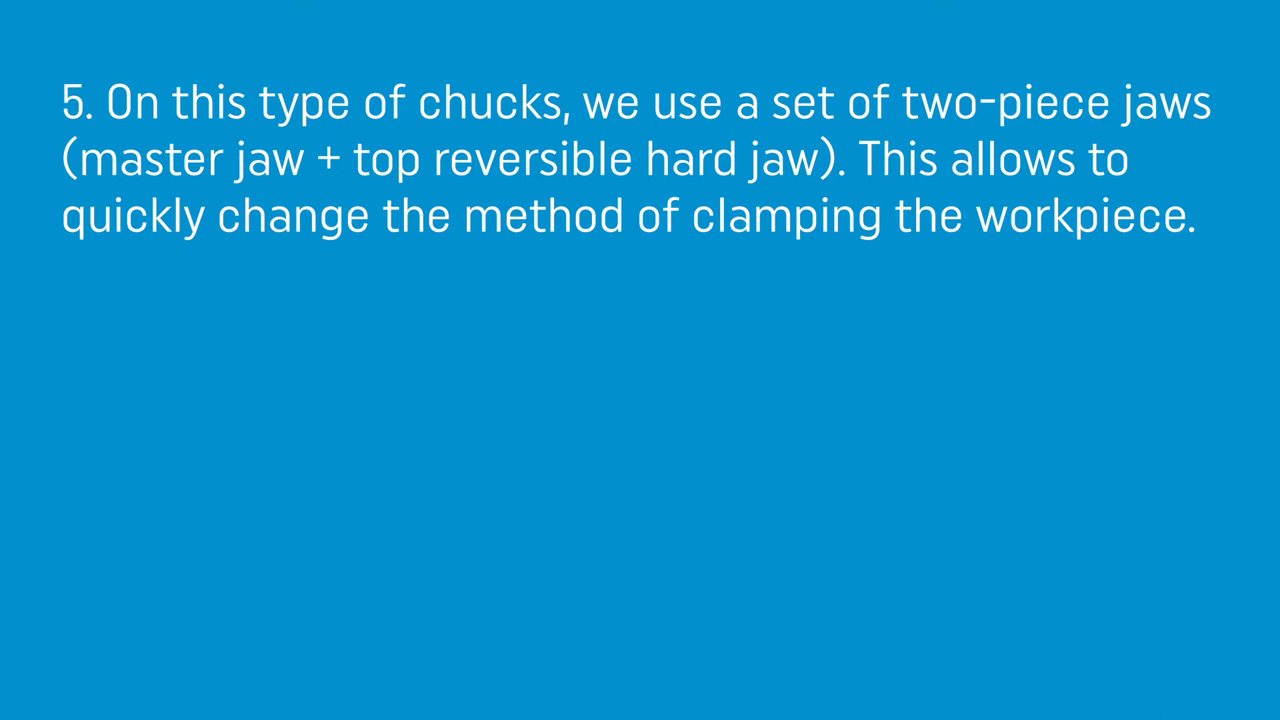 5. On this type of chucks, we use a set of two-piece jaws
(master jaw + top reversible hard jaw). This allows to
quickly change the method of clamping the workpiece.